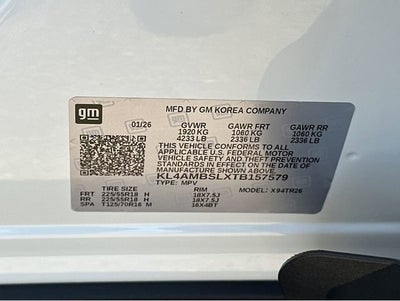 gm
MFD BY GM KOREA COMPANY
01/26 GVWR GAWR FRT GAWR RR
1920 KG 1060 KG 1060 KG
4233 LB 2336 LB 2336 LB
THIS VEHICLE CONFORMS TO ALL
APPLICABLE U.S. FEDERAL MOTOR
VEHICLE SAFETY AND THEFT
PREVENTION STANDARDS IN EFFECT
ON THE DATE OF MANUFACTURE
SHOWN ABOVE.
KL4AMBSLXTB157579
TYPE: MPV MODEL: X94TR26
TIRE SIZE RIM
FRT 225/55R18 H 18X7.5J
RR 225/55R18 H 18X7.5J
SPA T125/70R16 M 16X4BT